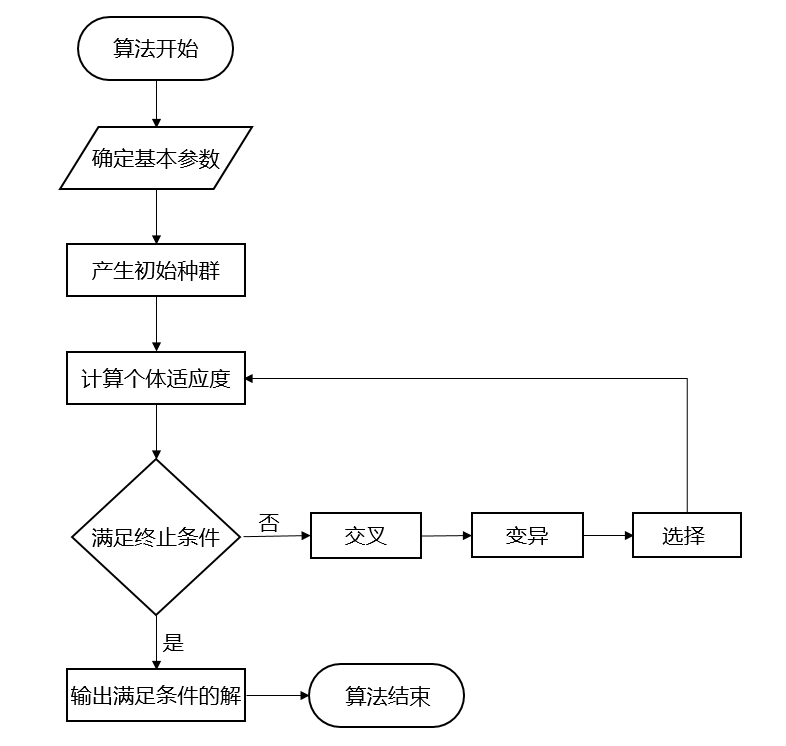 算法开始
确定基本参数
产生初始种群
计算个体适应度
满足终止条件
否
交叉
变异
选择
是
输出满足条件的解
算法结束